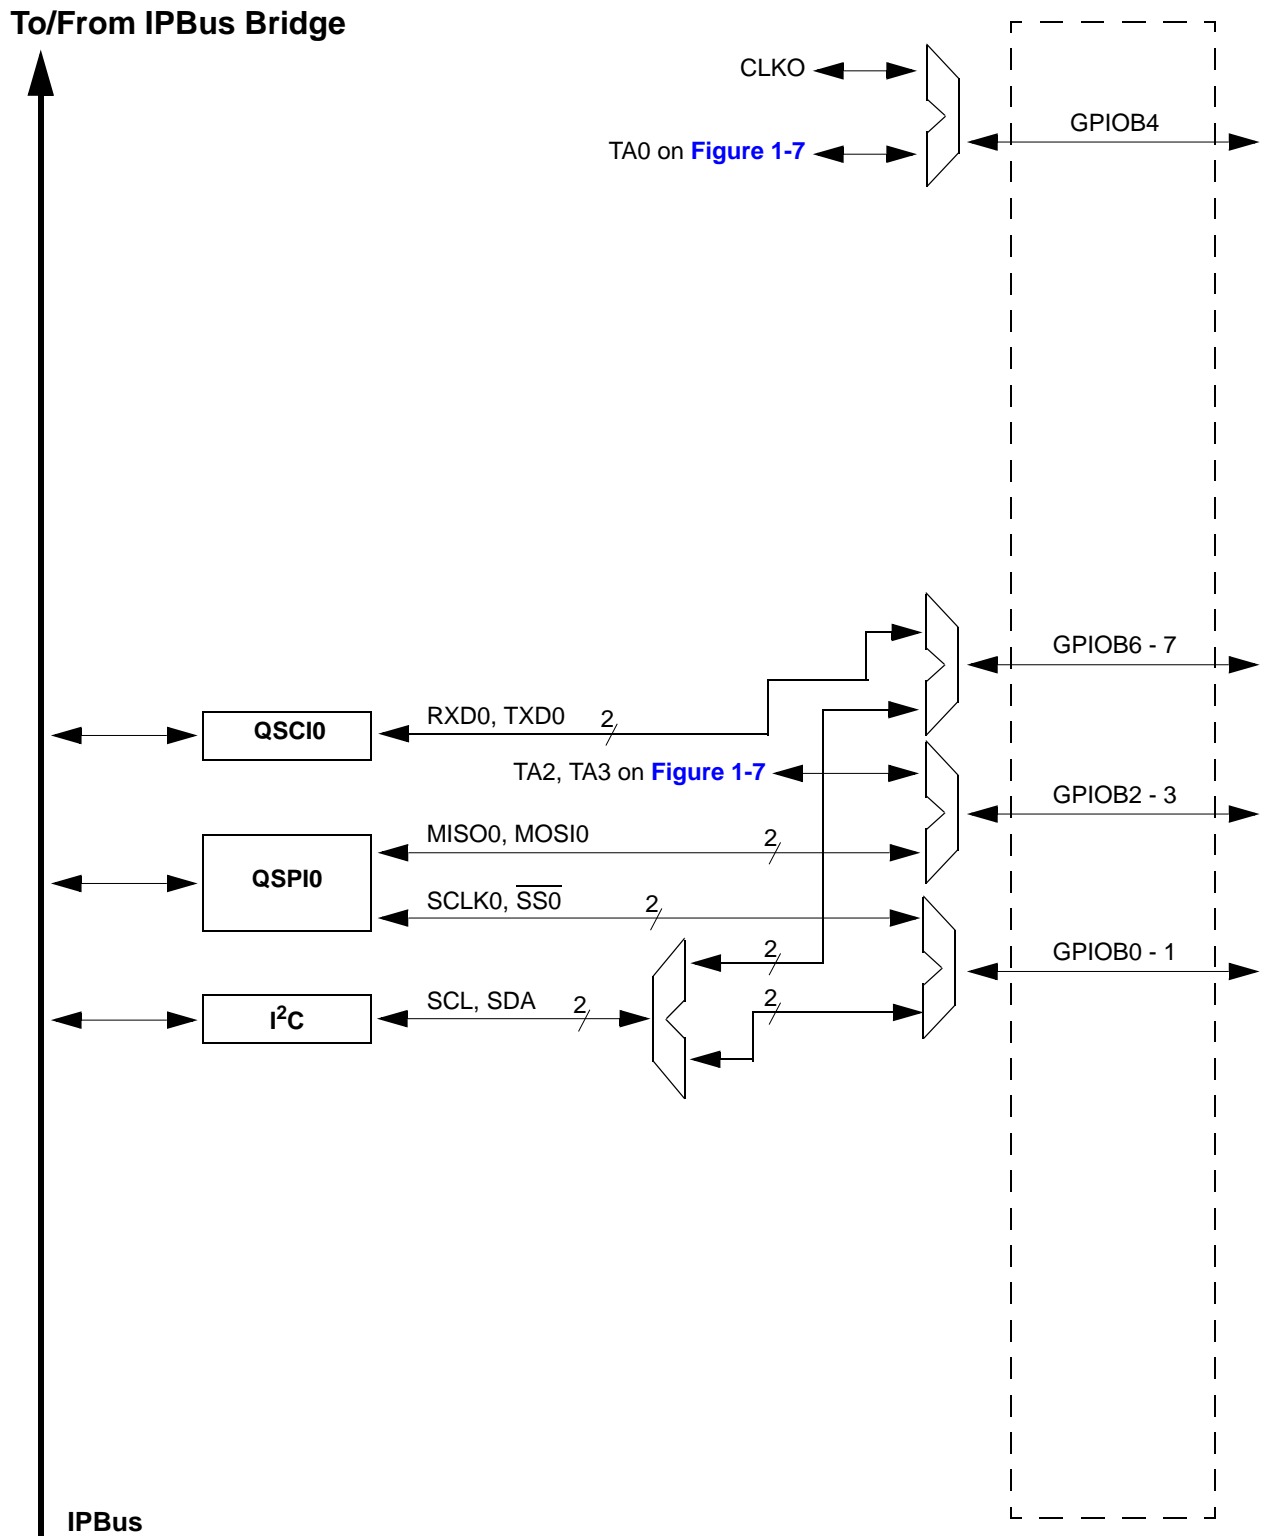 To/From IPBus Bridge
CLKO
TA0 on Figure 1-7
GPIOB4
GPIOB6 - 7
QSCI0
RXD0, TXD0
2
TA2, TA3 on Figure 1-7
GPIOB2 - 3
QSPI0
MISO0, MOSI0
2
SCLK0, S̅S̅0̅
2
2
GPIOB0 - 1
I²C
SCL, SDA
2
2
IPBus